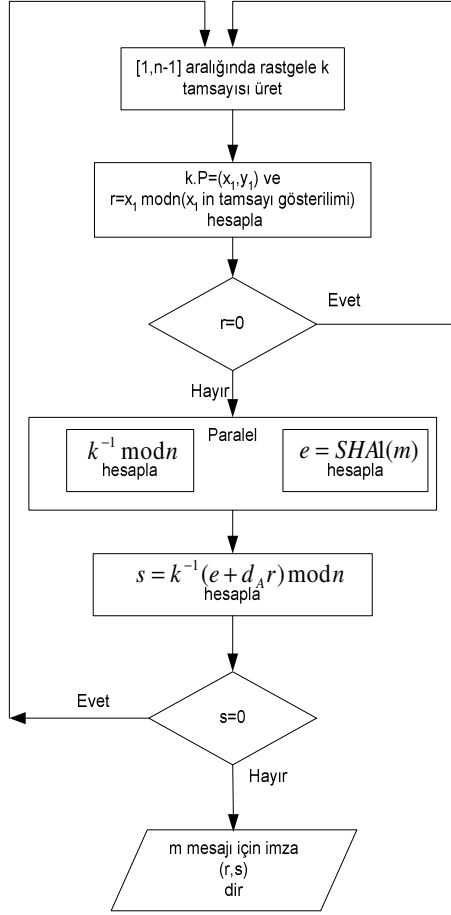 [1,n-1] aralığında rastgele k
tamsayısı üret
k.P=(x₁,y₁) ve
r=x₁ modn(x₁ in tamsayı gösterilimi)
hesapla
r=0
Evet
Hayır
Paralel
k⁻¹ modn
hesapla
e = SHA1(m)
hesapla
s = k⁻¹(e + d_A r) modn
hesapla
Evet
s=0
Hayır
m mesajı için imza
(r,s)
dir